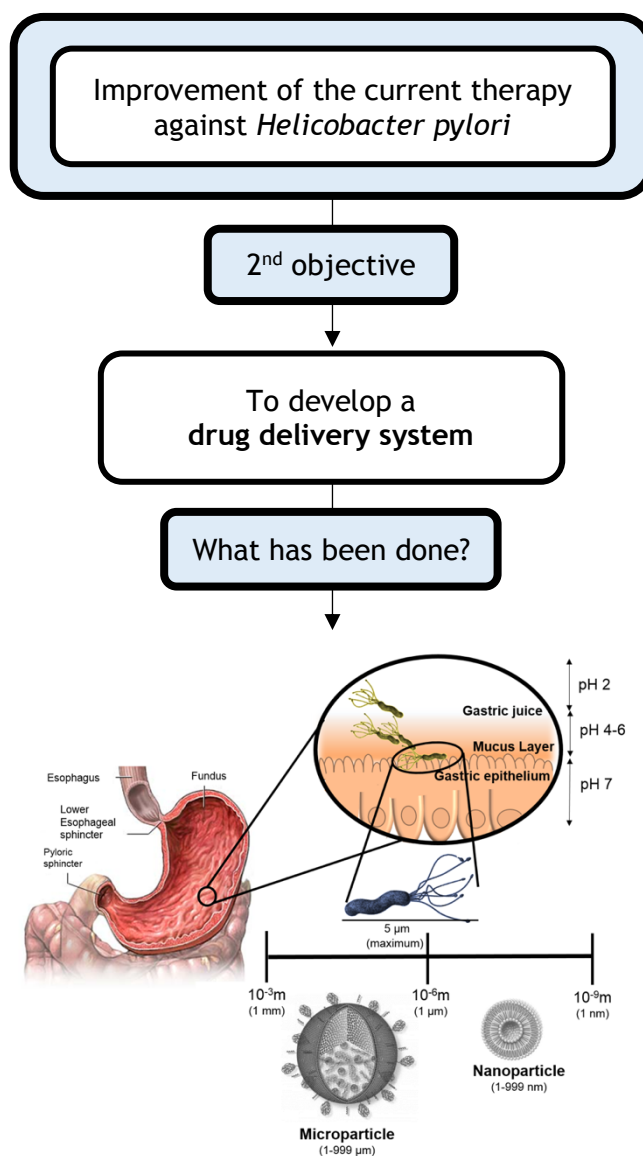 Improvement of the current therapy
against Helicobacter pylori
2nd objective
To develop a
drug delivery system
What has been done?
pH 2
Gastric juice
pH 4-6
Mucus Layer
Gastric epithelium
pH 7
Esophagus
Fundus
Lower
Esophageal
sphincter
Pyloric
sphincter
5 µm
(maximum)
10-3m
(1 mm)
10-6m
(1 µm)
10-9m
(1 nm)
Nanoparticle
(1-999 nm)
Microparticle
(1-999 µm)